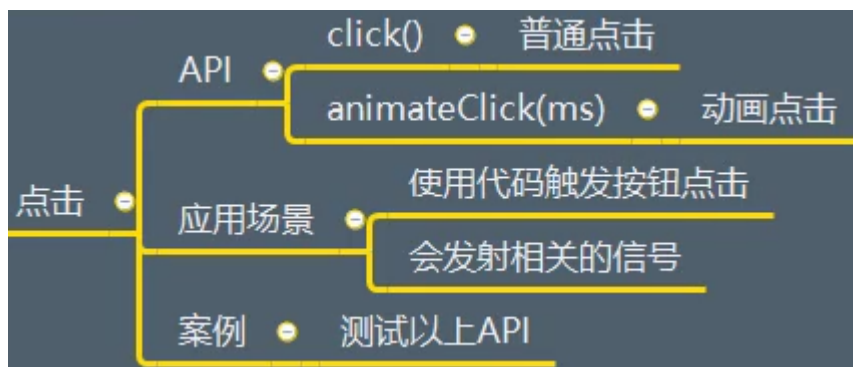 click() 普通点击
API
animateClick(ms) 动画点击
点击
使用代码触发按钮点击
应用场景
会发射相关的信号
案例 测试以上API